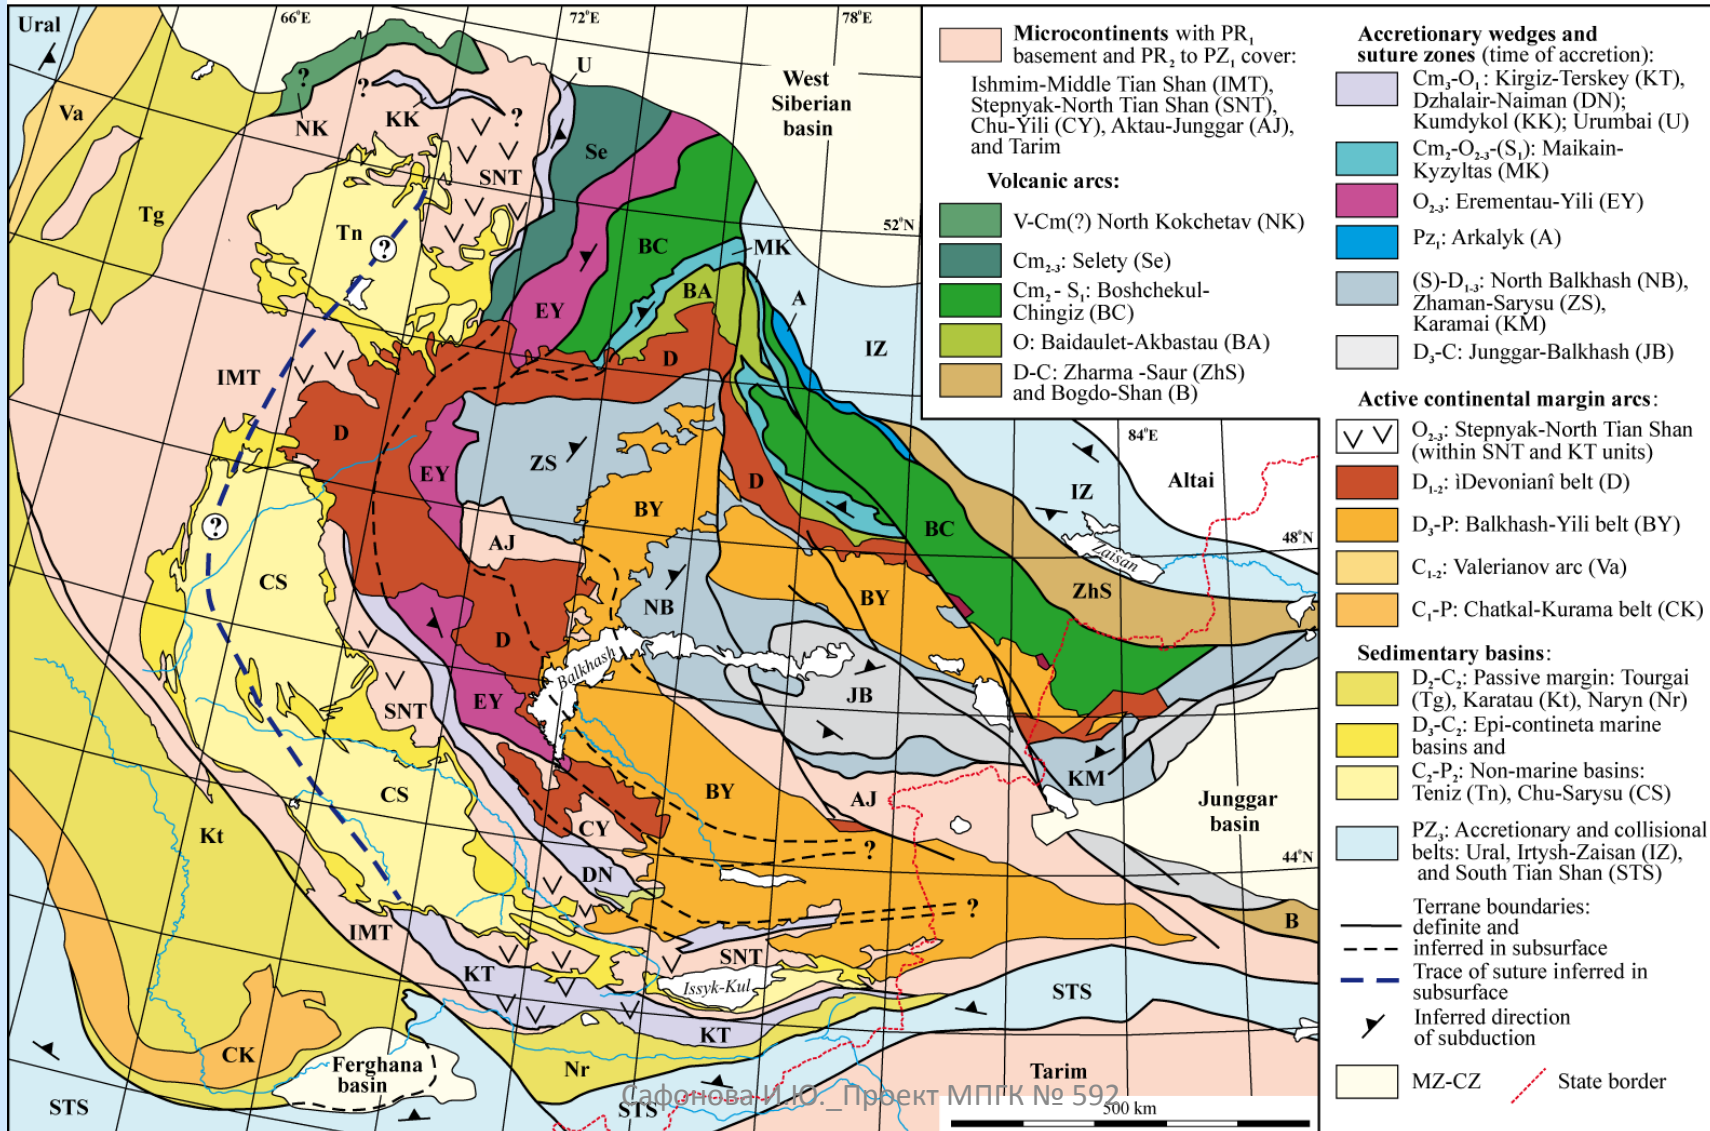 Ural
66°E
72°E
78°E
U
West
Siberian
basin
Va
?
?
?
NK
KK
SNT
Se
Tg
Tn
?
52°N
BC
MK
BA
EY
A
IZ
D
IMT
D
EY
ZS
D
84°E
Altai
IZ
?
BY
BC
48°N
Zaisan
AJ
CS
NB
BY
ZhS
D
Balkhash
SNT
EY
JB
KM
CS
BY
AJ
Junggar
basin
Kt
CY
?
DN
44°N
IMT
?
B
KT
SNT
Issyk-Kul
STS
KT
CK
Ferghana
basin
Nr
Tarim
STS
STS
Сафонова И.Ю._Проект МПГК № 592
500 km
Microcontinents with PR₁
basement and PR₂ to PZ₁ cover:
Ishmim-Middle Tian Shan (IMT),
Stepnyak-North Tian Shan (SNT),
Chu-Yili (CY), Aktau-Junggar (AJ),
and Tarim
Volcanic arcs:
V-Cm(?) North Kokchetav (NK)
Cm₂₋₃: Selety (Se)
Cm₂ - S₁: Boshchekul-
Chingiz (BC)
O: Baidaulet-Akbastau (BA)
D-C: Zharma -Saur (ZhS)
and Bogdo-Shan (B)
Accretionary wedges and
suture zones (time of accretion):
Cm₃-O₁: Kirgiz-Terskey (KT),
Dzhalair-Naiman (DN);
Kumdykol (KK); Urumbai (U)
Cm₂-O₂₋₃-(S₁): Maikain-
Kyzyltas (MK)
O₂₋₃: Erementau-Yili (EY)
Pz₁: Arkalyk (A)
(S)-D₁₋₃: North Balkhash (NB),
Zhaman-Sarysu (ZS),
Karamai (KM)
D₃-C: Junggar-Balkhash (JB)
Active continental margin arcs:
O₂₋₃: Stepnyak-North Tian Shan
(within SNT and KT units)
D₁₋₂: ìDevonianî belt (D)
D₃-P: Balkhash-Yili belt (BY)
C₁₋₂: Valerianov arc (Va)
C₁-P: Chatkal-Kurama belt (CK)
Sedimentary basins:
D₂-C₂: Passive margin: Tourgai
(Tg), Karatau (Kt), Naryn (Nr)
D₃-C₂: Epi-contineta marine
basins and
C₂-P₂: Non-marine basins:
Teniz (Tn), Chu-Sarysu (CS)
PZ₃: Accretionary and collisional
belts: Ural, Irtysh-Zaisan (IZ),
and South Tian Shan (STS)
Terrane boundaries:
definite and
inferred in subsurface
Trace of suture inferred in
subsurface
Inferred direction
of subduction
MZ-CZ
State border